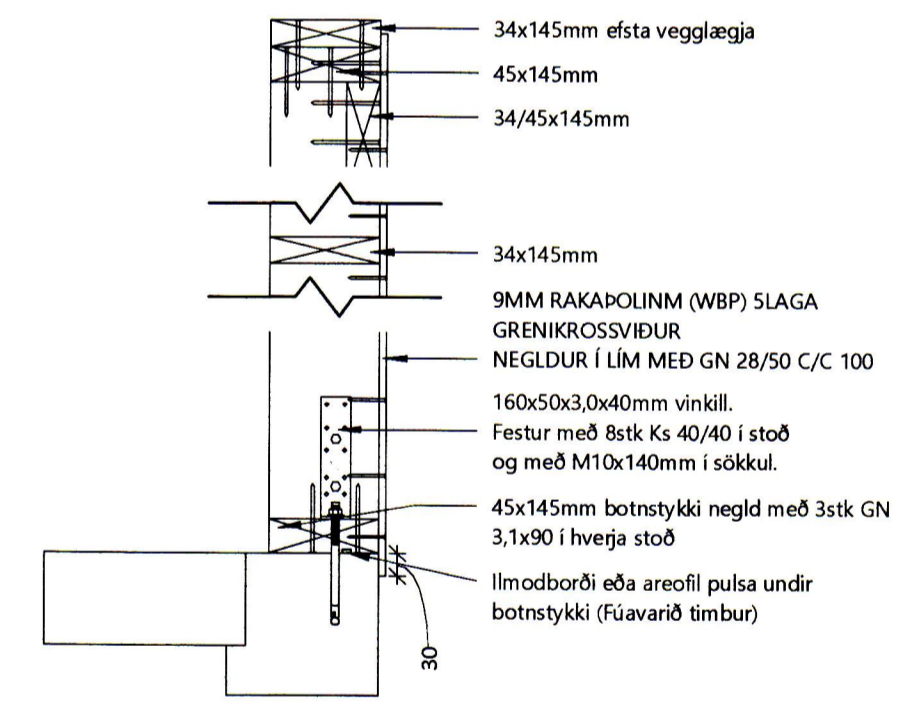 34x145mm efsta vegglægja
45x145mm
34/45x145mm
34x145mm
9MM RAKAÞOLINM (WBP) 5LAGA
GRENIKROSSVIÐUR
NEGLDUR Í LÍM MEÐ GN 28/50 C/C 100
160x50x3,0x40mm vinkill.
Festur með 8stk Ks 40/40 í stoð
og með M10x140mm í sökkul.
45x145mm botnstykki negld með 3stk GN
3,1x90 í hverja stoð
Ilmodborði eða areofil pulsa undir
botnstykki (Fúavarið timbur)
30